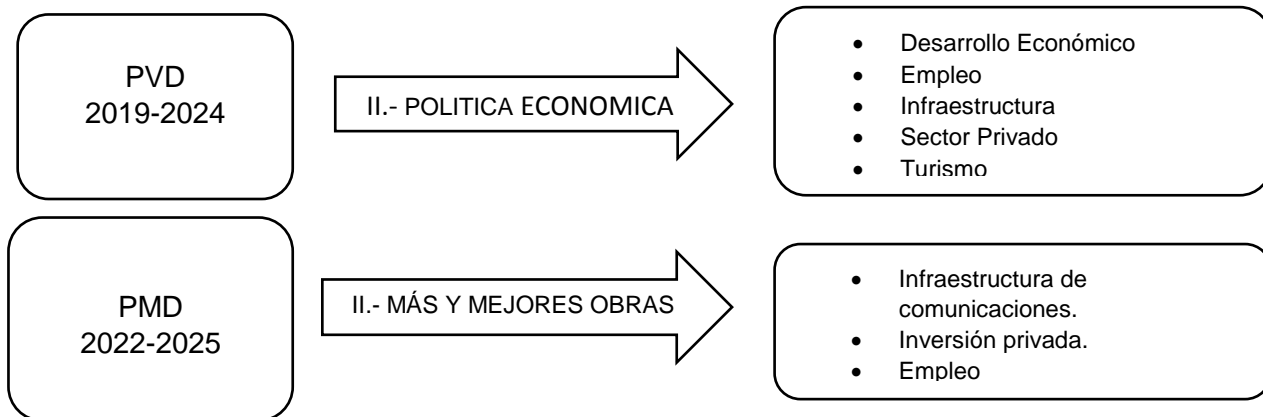 PVD
2019-2024
II.- POLITICA ECONOMICA
• Desarrollo Económico
• Empleo
• Infraestructura
• Sector Privado
• Turismo
PMD
2022-2025
II.- MÁS Y MEJORES OBRAS
• Infraestructura de
comunicaciones.
• Inversión privada.
• Empleo